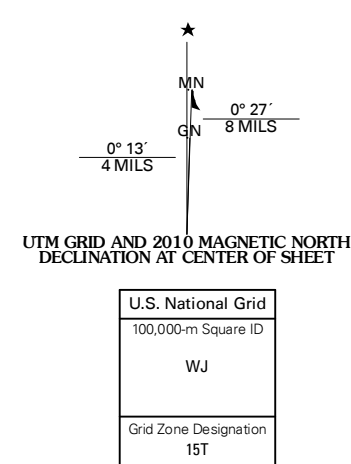 ★
MN
0° 27´
8 MILS
GN
0° 13´
4 MILS
UTM GRID AND 2010 MAGNETIC NORTH
DECLINATION AT CENTER OF SHEET
U.S. National Grid
100,000-m Square ID
WJ
Grid Zone Designation
15T